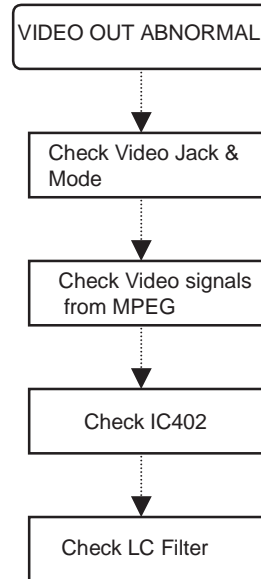 VIDEO OUT ABNORMAL
Check Video Jack &
Mode
Check Video signals
from MPEG
Check IC402
Check LC Filter